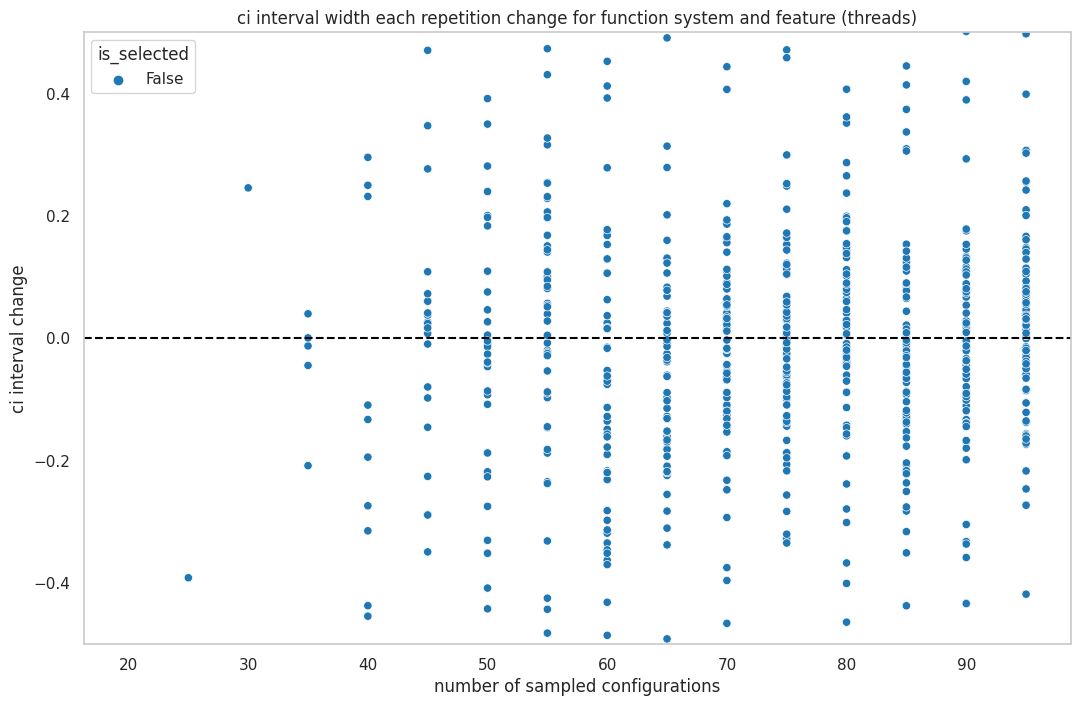 ci interval width each repetition change for function system and feature (threads)
is_selected
False
ci interval change
0.4
0.2
0.0
−0.2
−0.4
20 30 40 50 60 70 80 90
number of sampled configurations